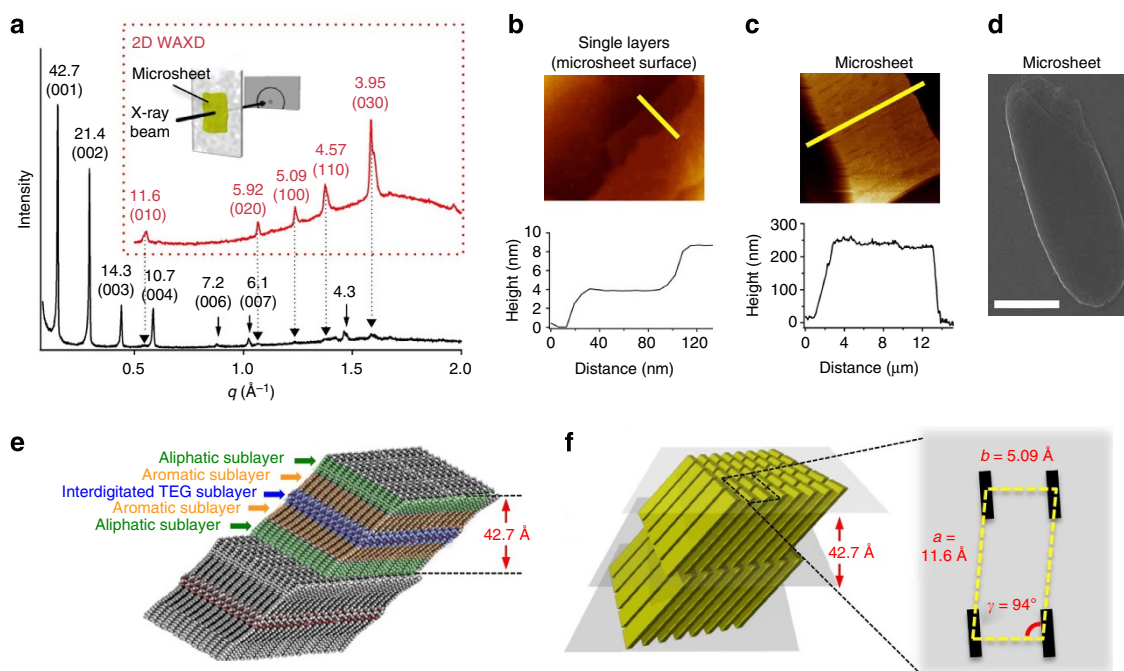 a
2D WAXD
Microsheet
X-ray
beam
42.7
(001)
21.4
(002)
14.3
(003)
10.7
(004)
7.2
(006)
6.1
(007)
4.3
11.6
(010)
5.92
(020)
5.09
(100)
4.57
(110)
3.95
(030)
Intensity
0.5
1.0
1.5
2.0
q (Å⁻¹)
b
Single layers
(microsheet surface)
Height (nm)
10
8
6
4
2
0
0
40
80
120
Distance (nm)
c
Microsheet
Height (nm)
300
200
100
0
0
4
8
12
Distance (μm)
d
Microsheet
e
Aliphatic sublayer
Aromatic sublayer
Interdigitated TEG sublayer
Aromatic sublayer
Aliphatic sublayer
42.7 Å
f
42.7 Å
b = 5.09 Å
a =
11.6 Å
γ = 94°